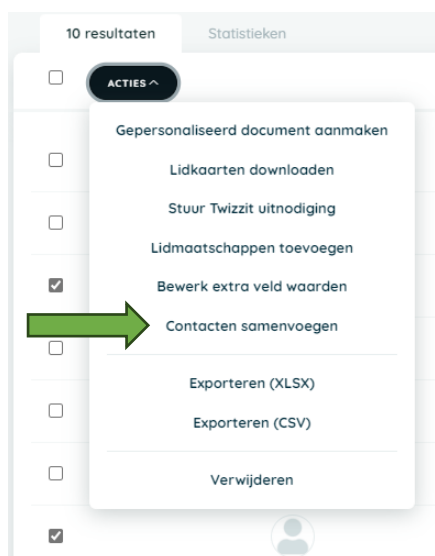 10 resultaten Statistieken
ACTIES
Gepersonaliseerd document aanmaken
Lidkaarten downloaden
Stuur Twizzit uitnodiging
Lidmaatschappen toevoegen
Bewerk extra veld waarden
Contacten samenvoegen
Exporteren (XLSX)
Exporteren (CSV)
Verwijderen